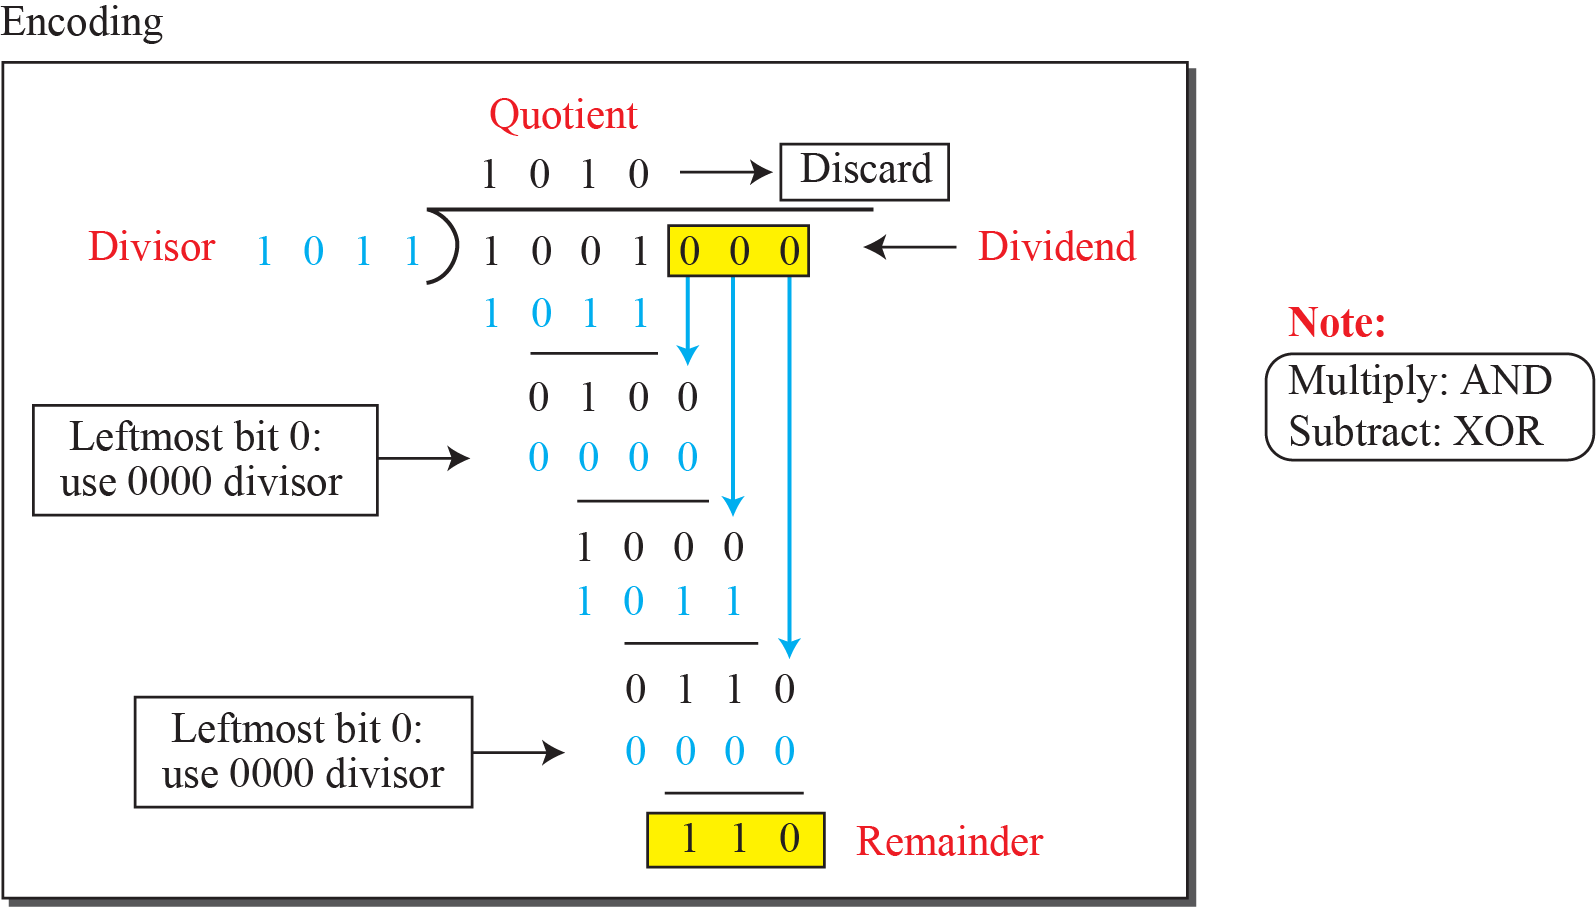 Encoding
Quotient
1 0 1 0 Discard
Divisor 1 0 1 1 1 0 0 1 0 0 0 Dividend
1 0 1 1
Note:
0 1 0 0
Multiply: AND
Subtract: XOR
Leftmost bit 0:
use 0000 divisor
0 0 0 0
1 0 0 0
1 0 1 1
0 1 1 0
Leftmost bit 0:
use 0000 divisor
0 0 0 0
1 1 0 Remainder